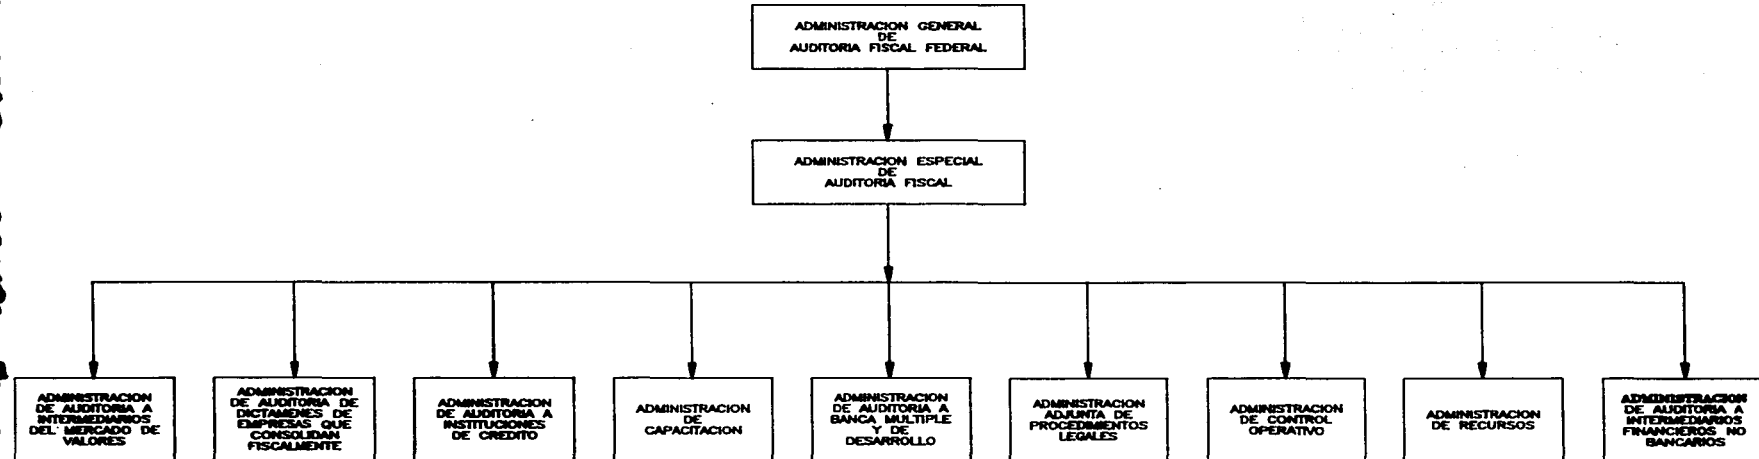 ADMINISTRACION GENERAL
DE
AUDITORIA FISCAL FEDERAL
ADMINISTRACION ESPECIAL
DE
AUDITORIA FISCAL
ADMINISTRACION
DE AUDITORIA A
INTERMEDIARIOS
DEL MERCADO DE
VALORES
ADMINISTRACION
DE AUDITORIA DE
DICTAMENES DE
EMPRESAS QUE
CONSOLIDAN
FISCALMENTE
ADMINISTRACION
DE AUDITORIA A
INSTITUCIONES
DE CREDITO
ADMINISTRACION
DE
CAPACITACION
ADMINISTRACION
DE AUDITORIA A
BANCA MULTIPLE
Y DE
DESARROLLO
ADMINISTRACION
ADJUNTA DE
PROCEDIMIENTOS
LEGALES
ADMINISTRACION
DE CONTROL
OPERATIVO
ADMINISTRACION
DE RECURSOS
ADMINISTRACION
DE AUDITORIA A
INTERMEDIARIOS
FINANCIEROS NO
BANCARIOS